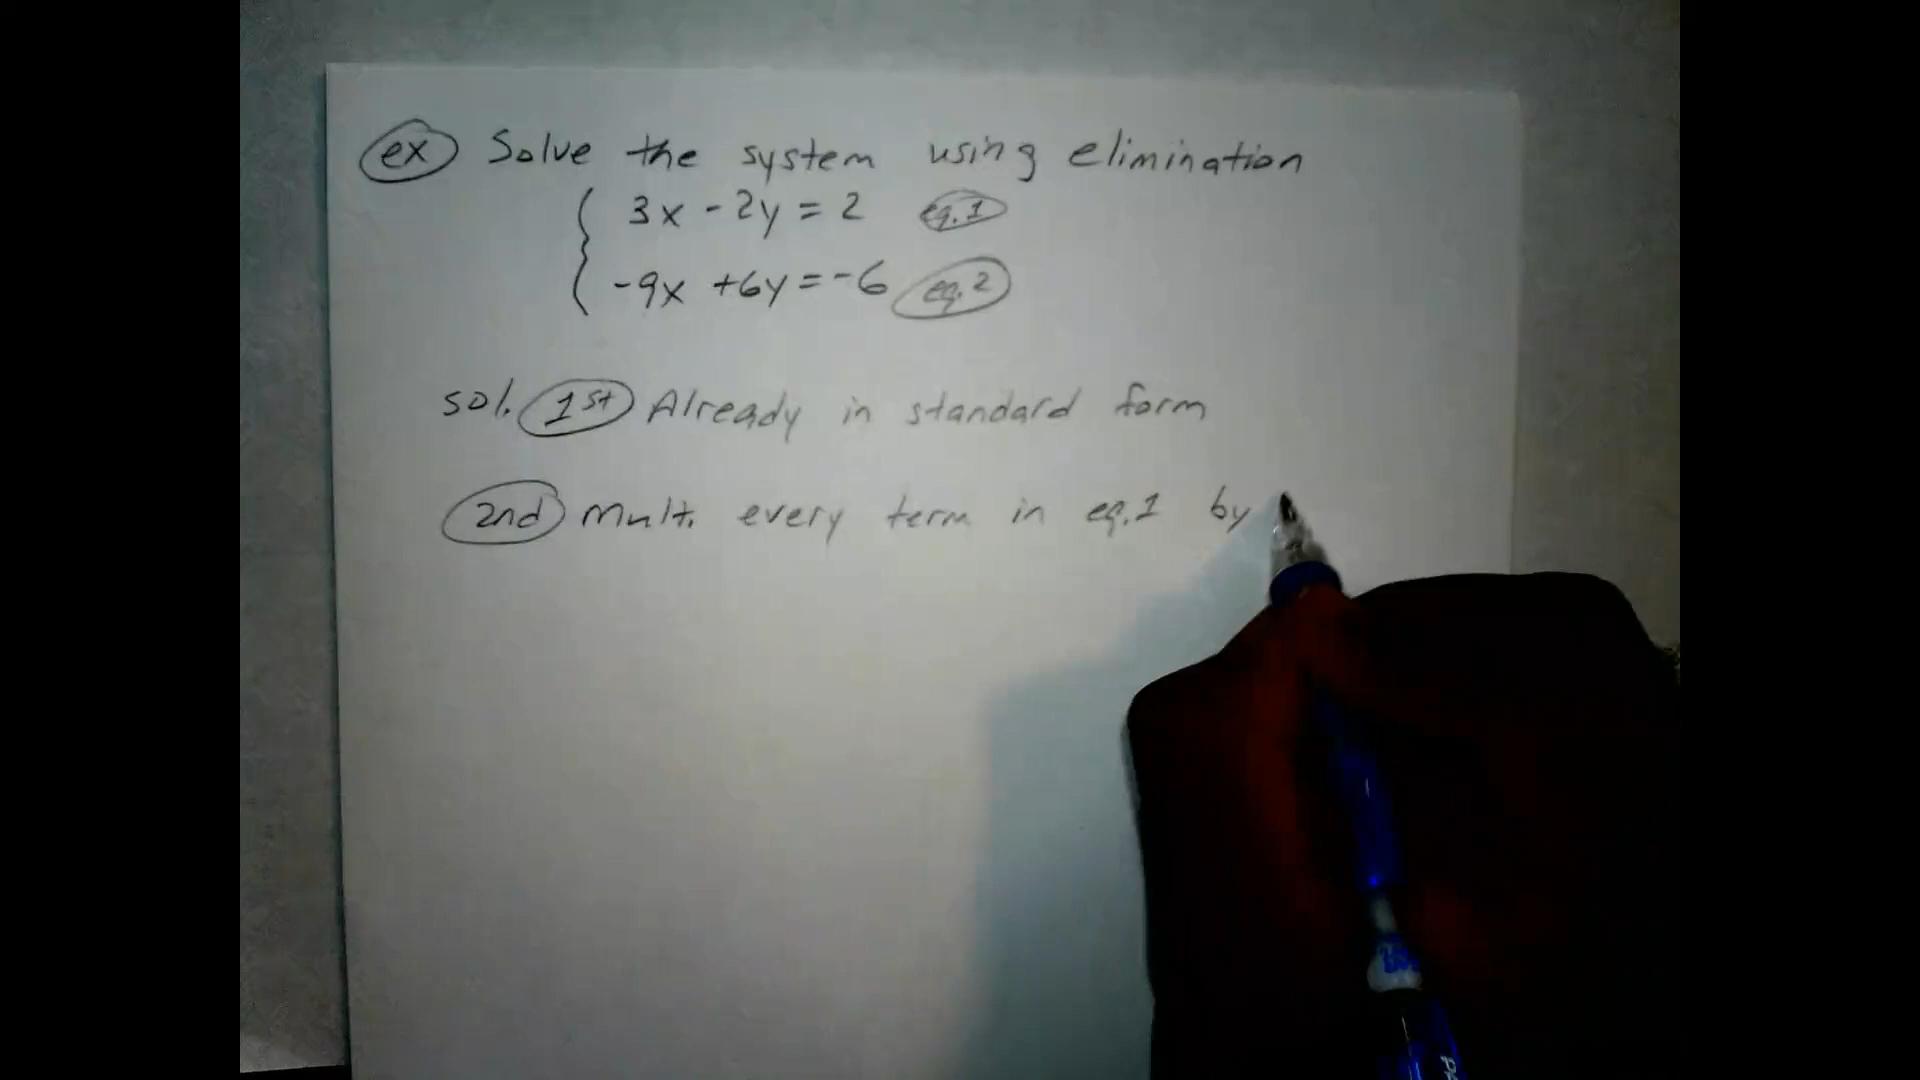 ex Solve the system using elimination
3x - 2y = 2 eq. 1
-9x + 6y = -6 eq. 2
sol. 1st Already in standard form
2nd Mult. every term in eq. 1 by